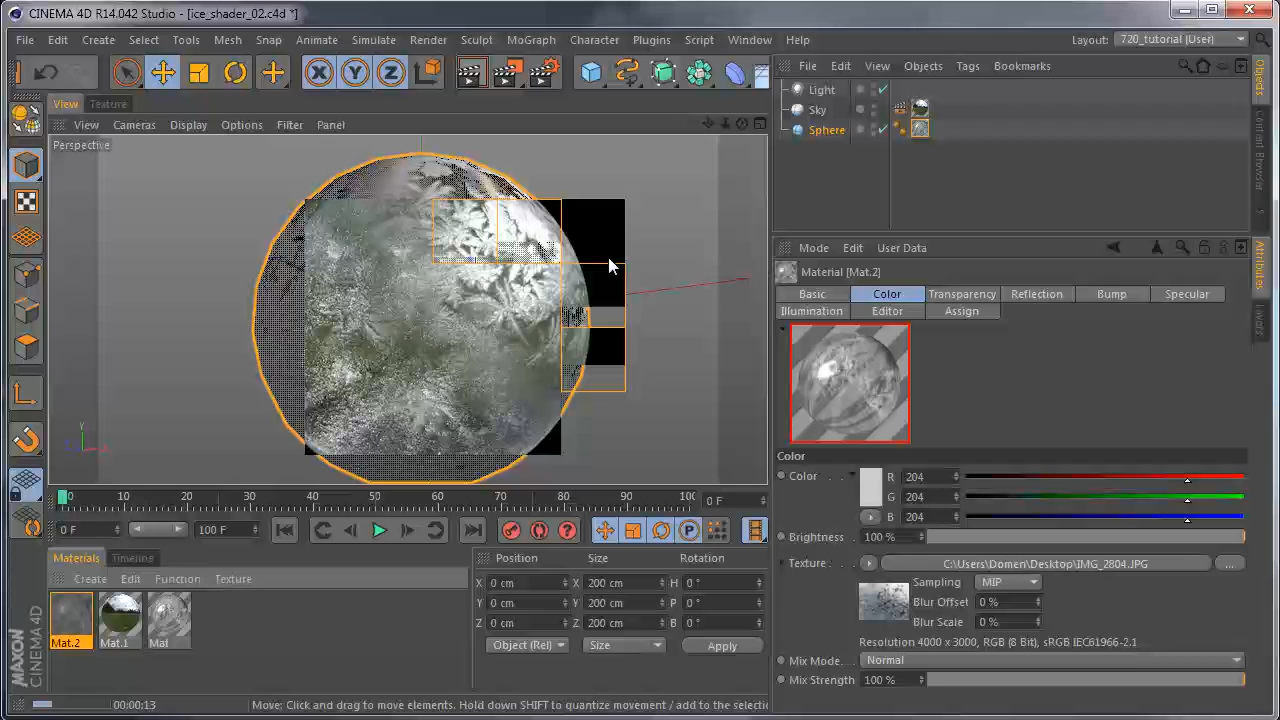 CINEMA 4D R14.042 Studio - [ice_shader_02.c4d *]
File Edit Create Select Tools Mesh Snap Animate Simulate Render Sculpt MoGraph Character Plugins Script Window Help
Layout: 720_tutorial (User)
X Y Z
File Edit View Objects Tags Bookmarks
Light
Sky
Sphere
Objects
Content Browser
View Texture
View Cameras Display Options Filter Panel
Perspective
Y
Mode Edit User Data
Attributes
Layers
Material [Mat.2]
Basic Color Transparency Reflection Bump Specular
Illumination Editor Assign
Color
Color . . . R 204
G 204
B 204
Brightness 100 %
Texture . . . C:\Users\Domen\Desktop\IMG_2804.JPG ...
Sampling MIP
Blur Offset 0 %
Blur Scale 0 %
Resolution 4000 x 3000, RGB (8 Bit), sRGB IEC61966-2.1
Mix Mode. . Normal
Mix Strength 100 %
0 10 20 30 40 50 60 70 80 90 100 0 F
0 F 100 F
P
Materials Timeline
Create Edit Function Texture
Mat.2 Mat.1 Mat
Position Size Rotation
X 0 cm X 200 cm H 0 °
Y 0 cm Y 200 cm P 0 °
Z 0 cm Z 200 cm B 0 °
Object (Rel) Size Apply
MAXON CINEMA 4D
00:00:13 Move: Click and drag to move elements. Hold down SHIFT to quantize movement / add to the selectio